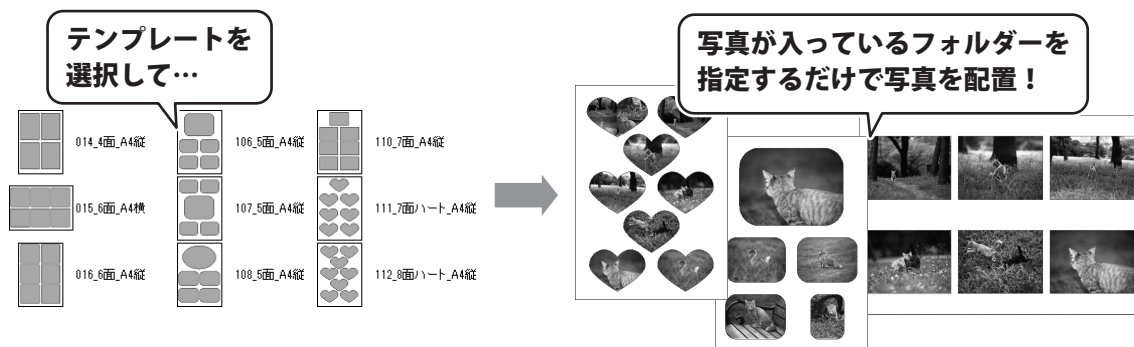 テンプレートを
選択して…
写真が入っているフォルダーを
指定するだけで写真を配置！
014_4面_A4縦
106_5面_A4縦
110_7面_A4縦
015_6面_A4横
107_5面_A4縦
111_7面ハート_A4縦
016_6面_A4縦
108_5面_A4縦
112_8面ハート_A4縦